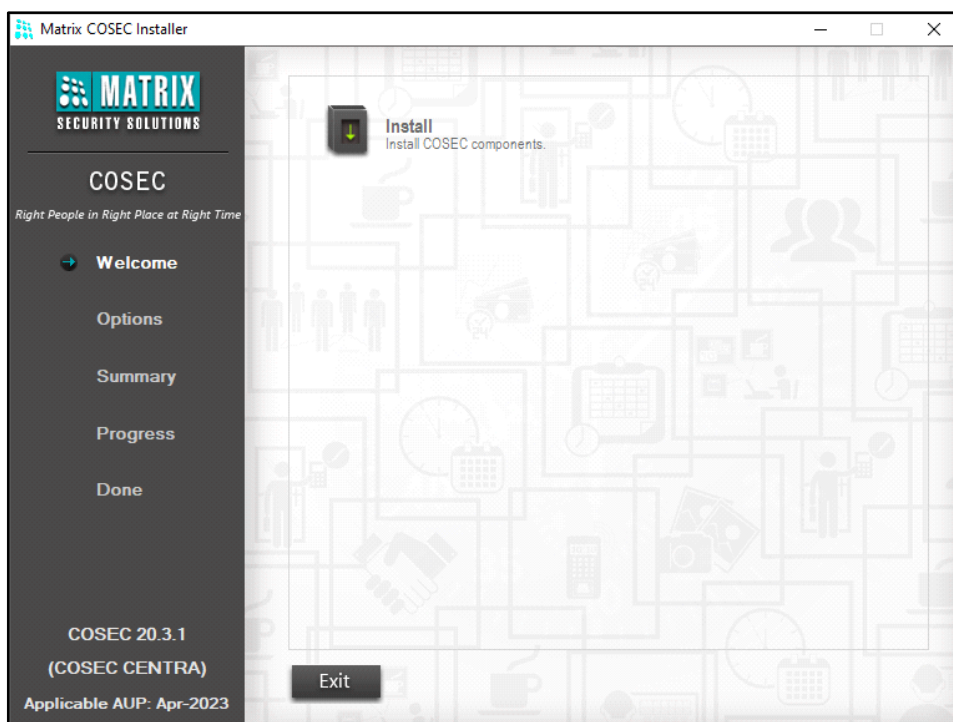 Matrix COSEC Installer
MATRIX
SECURITY SOLUTIONS
COSEC
Right People in Right Place at Right Time
Welcome
Options
Summary
Progress
Done
COSEC 20.3.1
(COSEC CENTRA)
Applicable AUP: Apr-2023
Install
Install COSEC components.
Exit